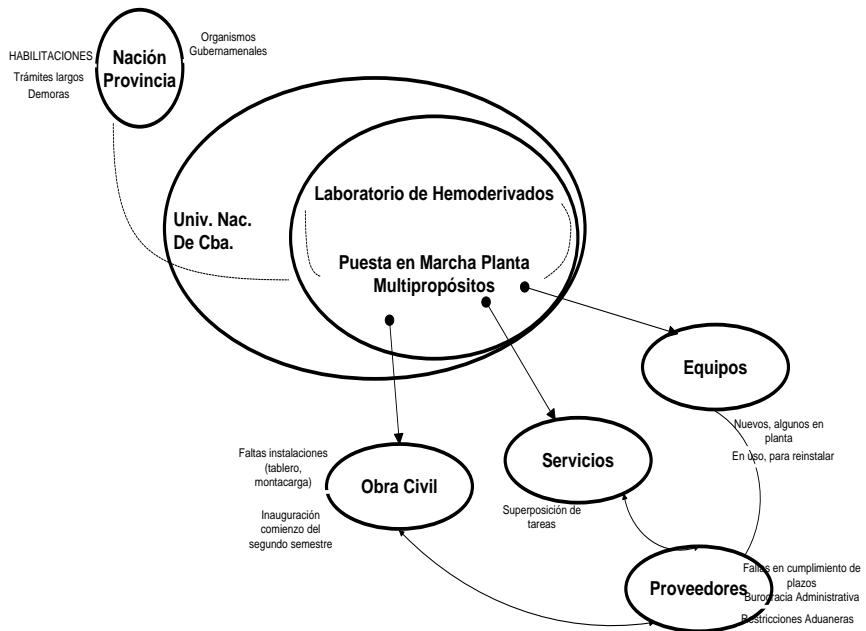 Organismos
Gubernamenales
HABILITACIONES
Trámites largos
Demoras
Nación
Provincia
Laboratorio de Hemoderivados
Univ. Nac.
De Cba.
Puesta en Marcha Planta
Multipropósitos
Equipos
Nuevos, algunos en
planta
En uso, para reinstalar
Faltas instalaciones
(tablero,
montacarga)
Obra Civil
Inauguración
comienzo del
segundo semestre
Servicios
Superposición de
tareas
Proveedores
Fallas en cumplimiento de
plazos
Burocracia Administrativa
Restricciones Aduaneras